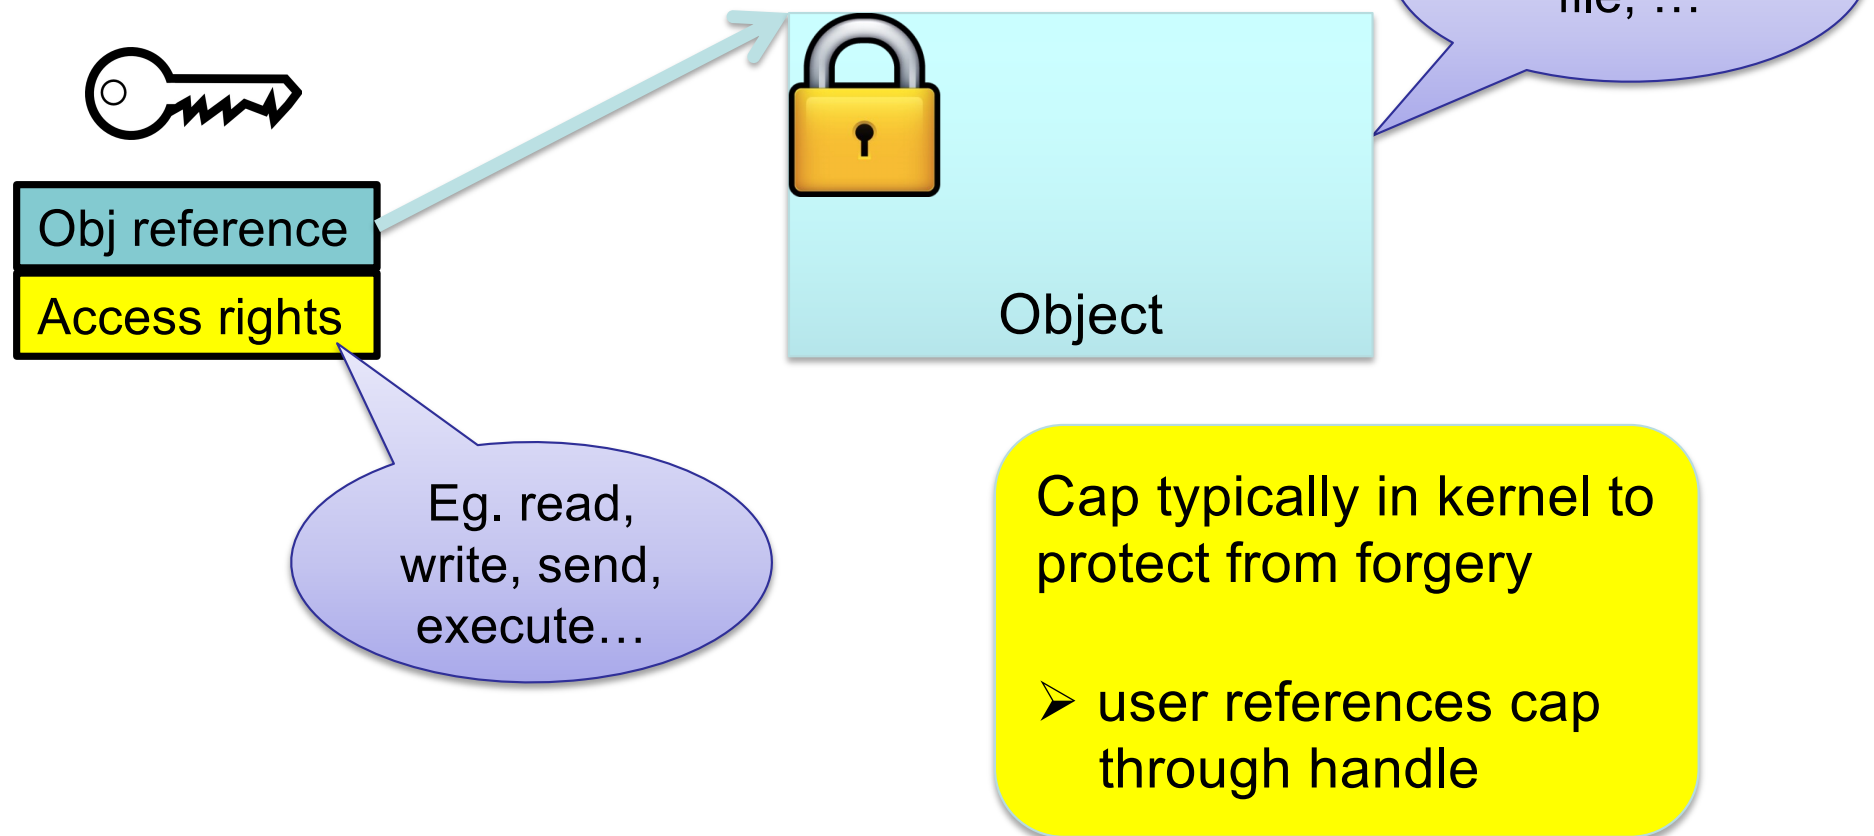 file, …
Obj reference
Access rights
Object
Eg. read,
write, send,
execute…
Cap typically in kernel to
protect from forgery
➢ user references cap
through handle